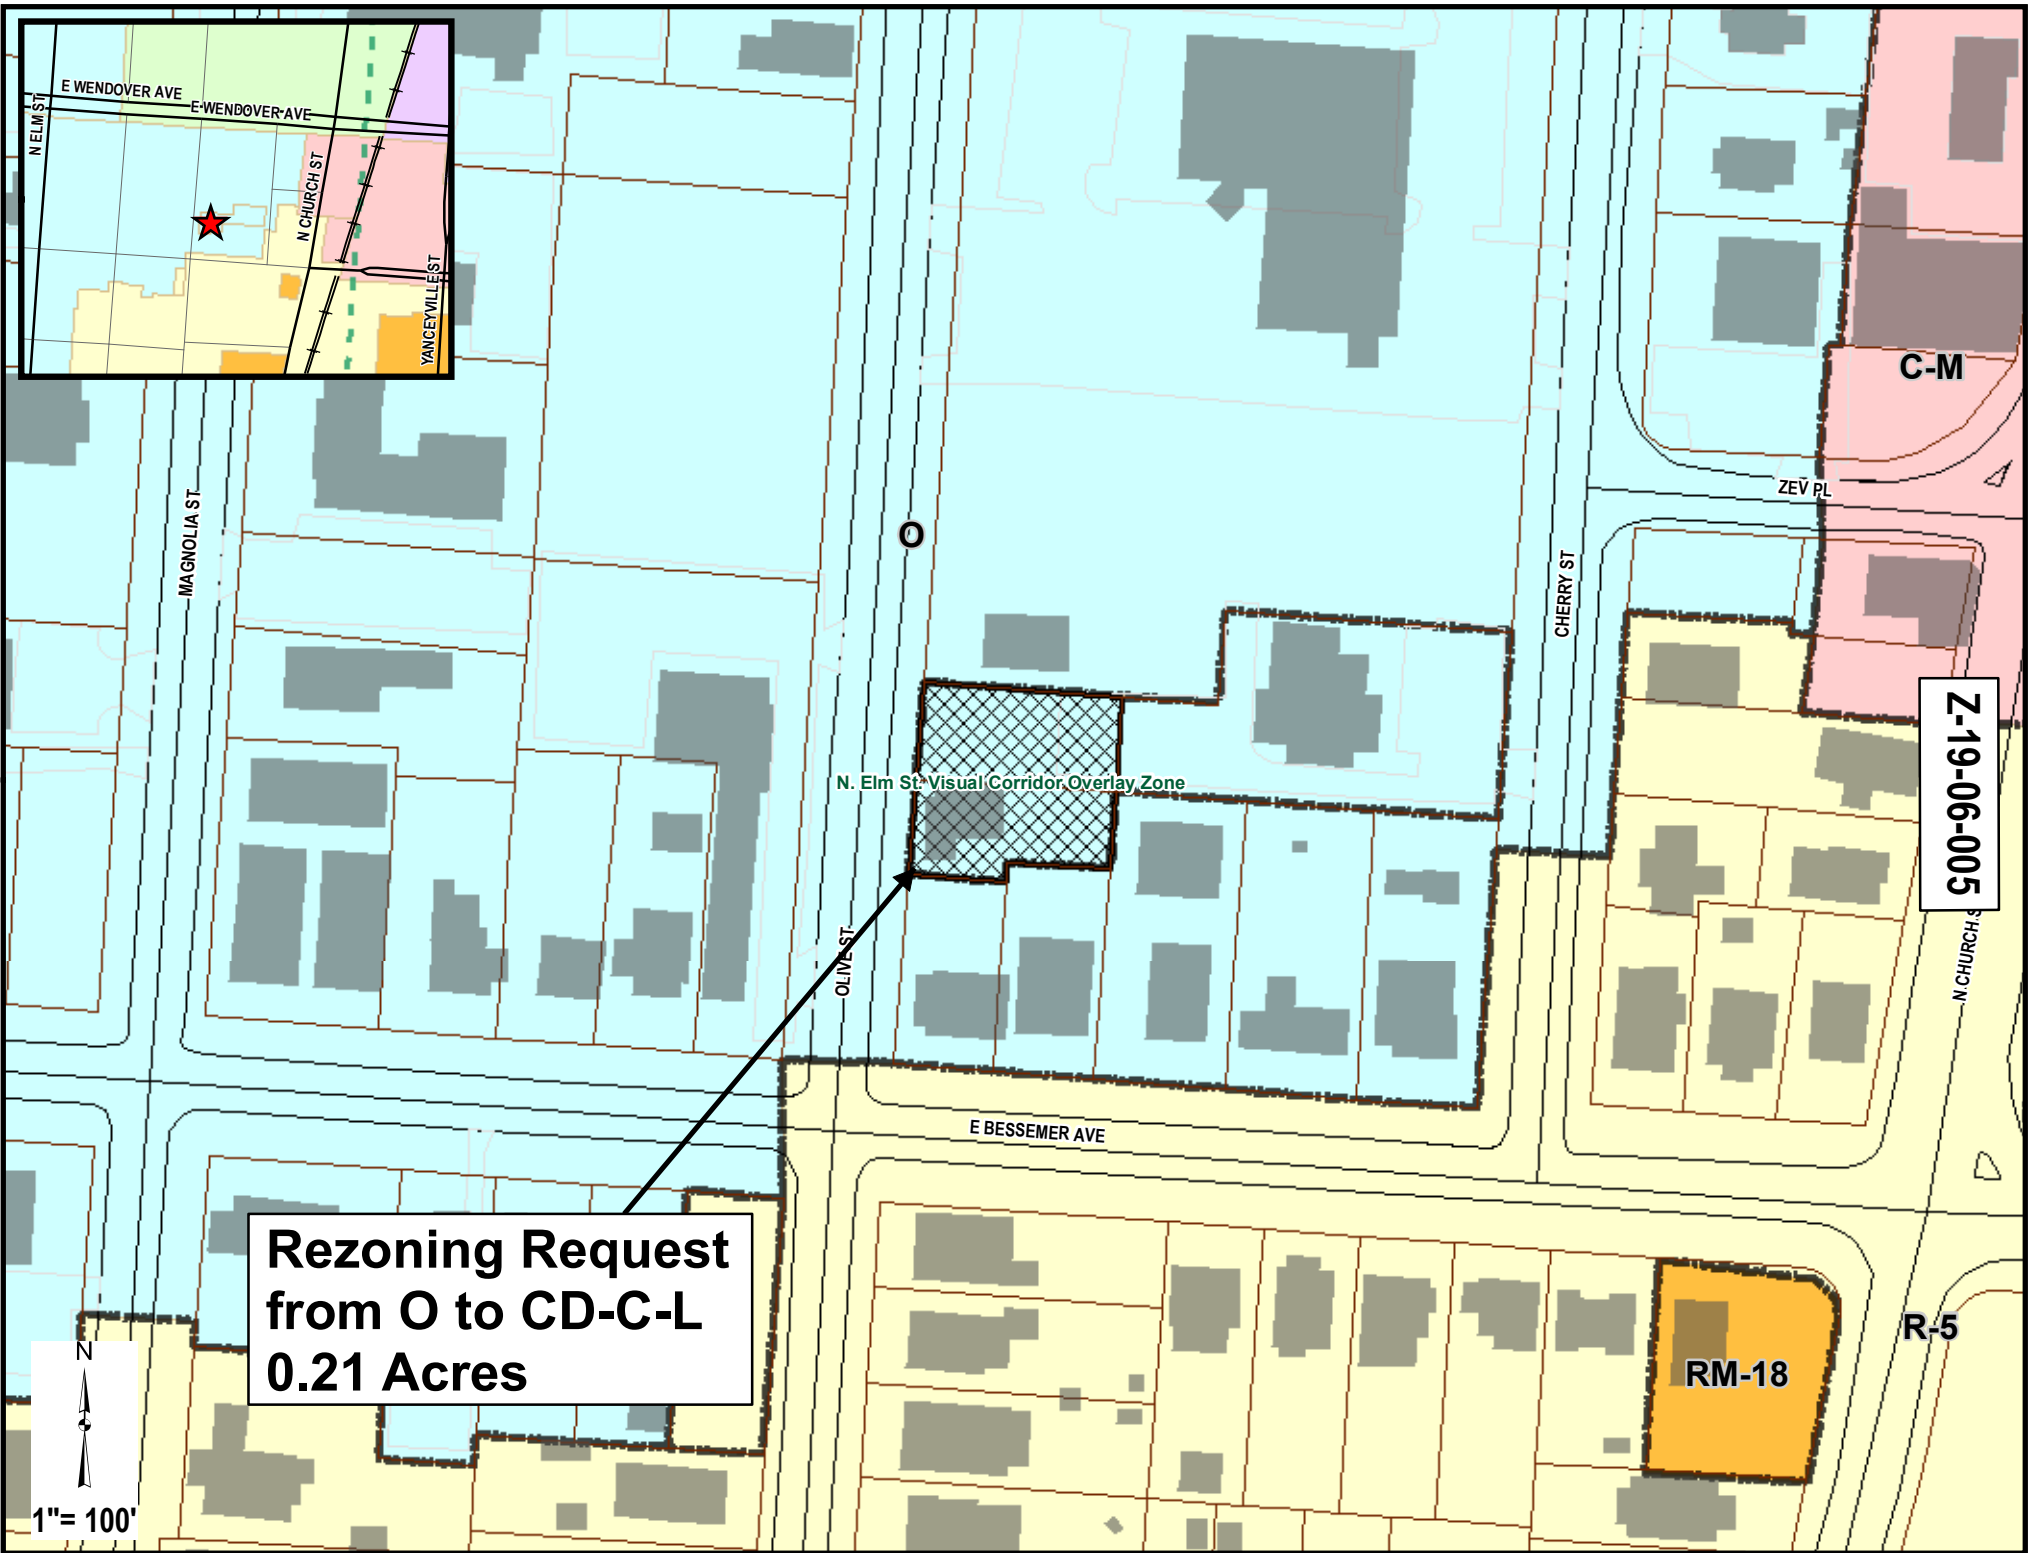 E WENDOVER AVE
E WENDOVER AVE
N ELM ST
N CHURCH ST
YANCEYVILLE ST
C-M
ZEV PL
MAGNOLIA ST
O
CHERRY ST
Z-19-06-005
N. Elm St. Visual Corridor Overlay Zone
OLIVE ST
N CHURCH S
E BESSEMER AVE
Rezoning Request
from O to CD-C-L
0.21 Acres
R-5
RM-18
N
1"= 100'